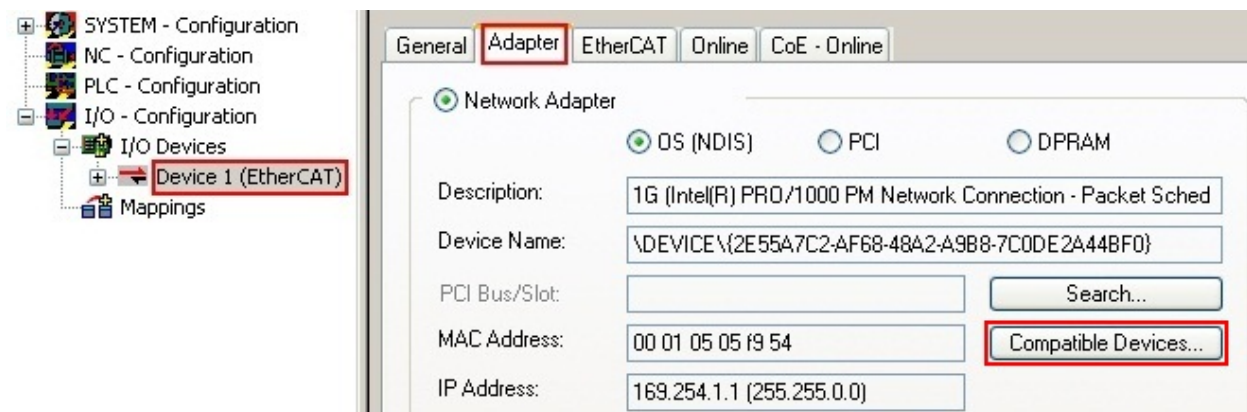 SYSTEM - Configuration
NC - Configuration
PLC - Configuration
I/O - Configuration
I/O Devices
Device 1 (EtherCAT)
Mappings
General Adapter EtherCAT Online CoE - Online
Network Adapter
OS (NDIS) PCI DPRAM
Description: 1G (Intel(R) PRO/1000 PM Network Connection - Packet Sched
Device Name: \DEVICE\{2E55A7C2-AF68-48A2-A9B8-7C0DE2A44BF0}
PCI Bus/Slot: Search...
MAC Address: 00 01 05 05 f9 54 Compatible Devices...
IP Address: 169.254.1.1 (255.255.0.0)